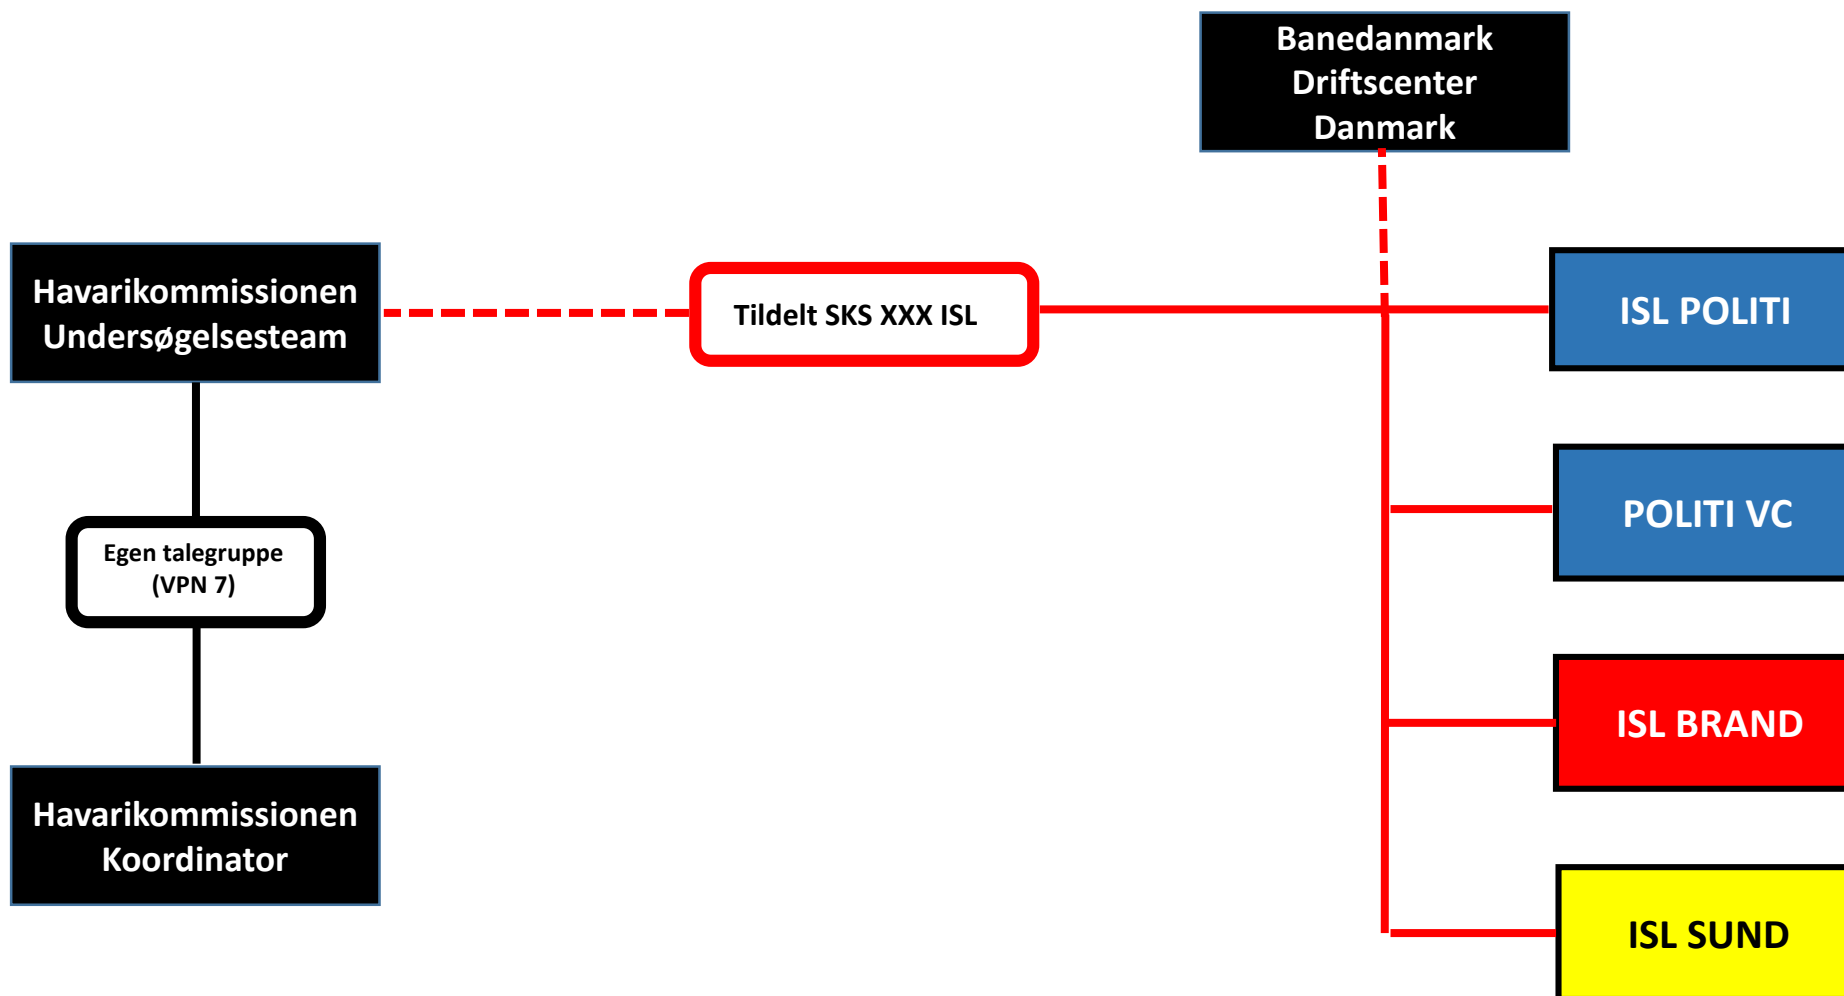 Banedanmark
Driftscenter
Danmark
Havarikommissionen
Undersøgelsesteam
Tildelt SKS XXX ISL
ISL POLITI
POLITI VC
Egen talegruppe
(VPN 7)
ISL BRAND
Havarikommissionen
Koordinator
ISL SUND